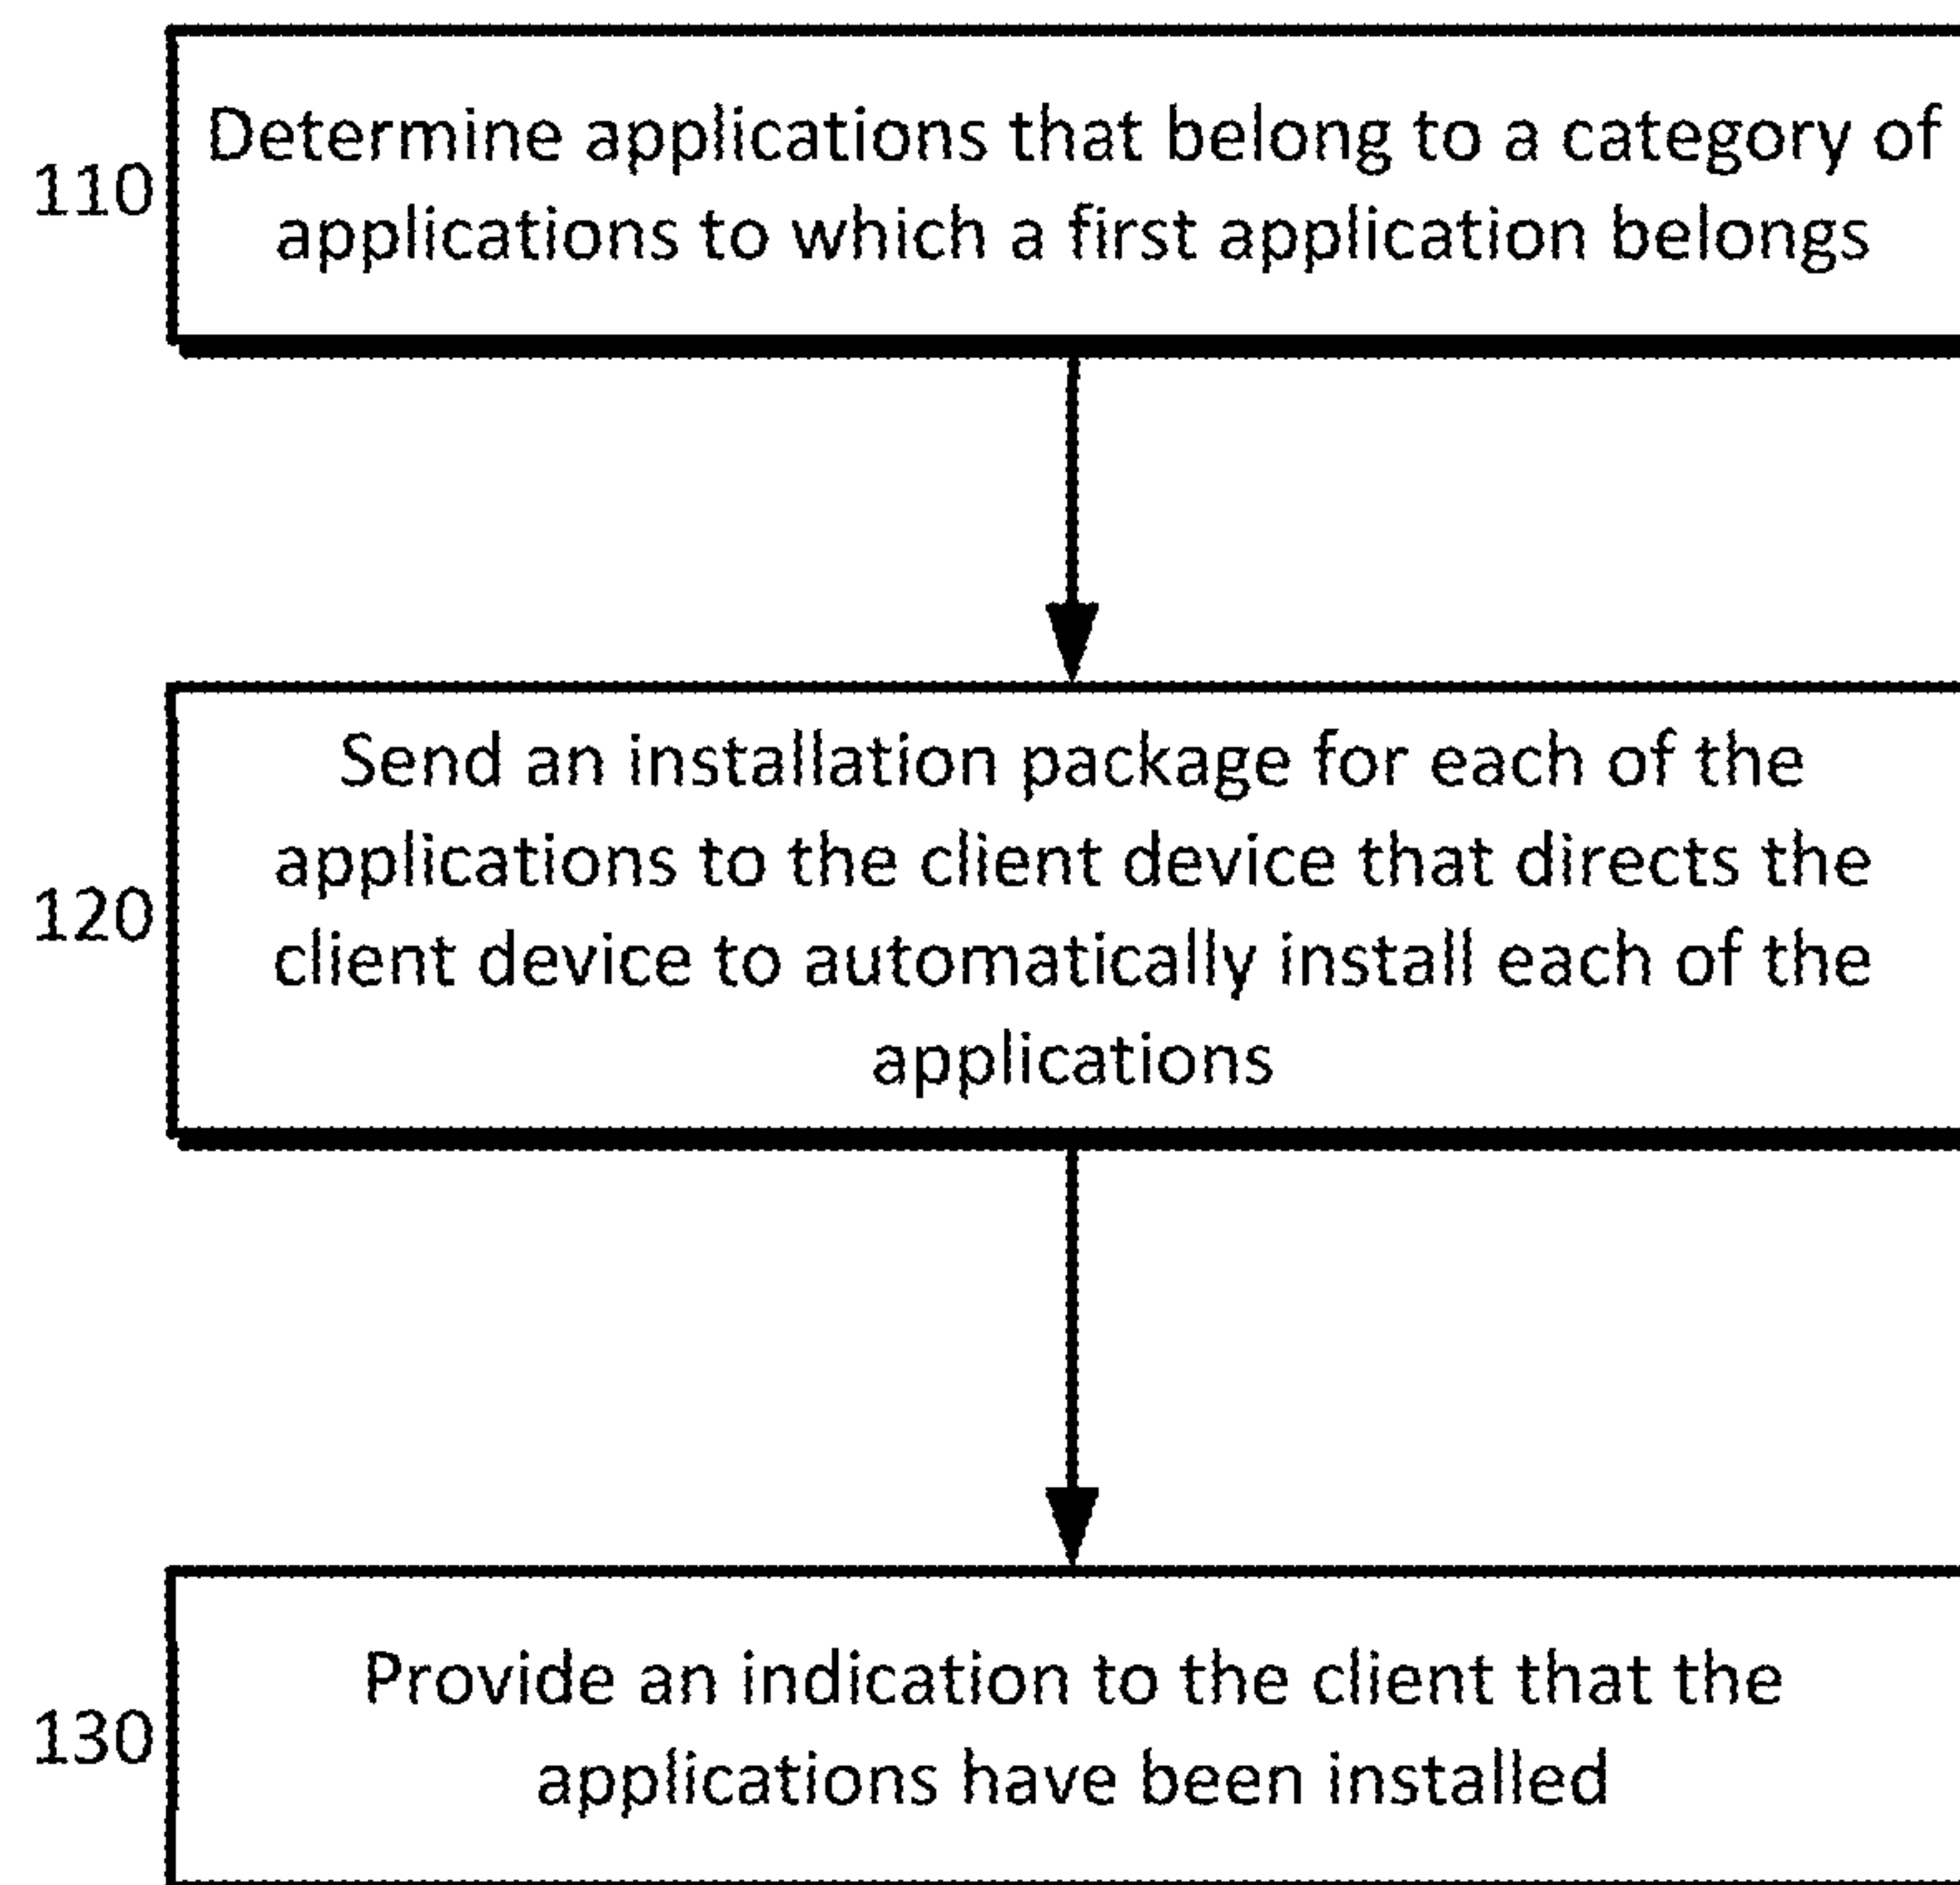 110
Determine applications that belong to a category of
applications to which a first application belongs
120
Send an installation package for each of the
applications to the client device that directs the
client device to automatically install each of the
applications
130
Provide an indication to the client that the
applications have been installed